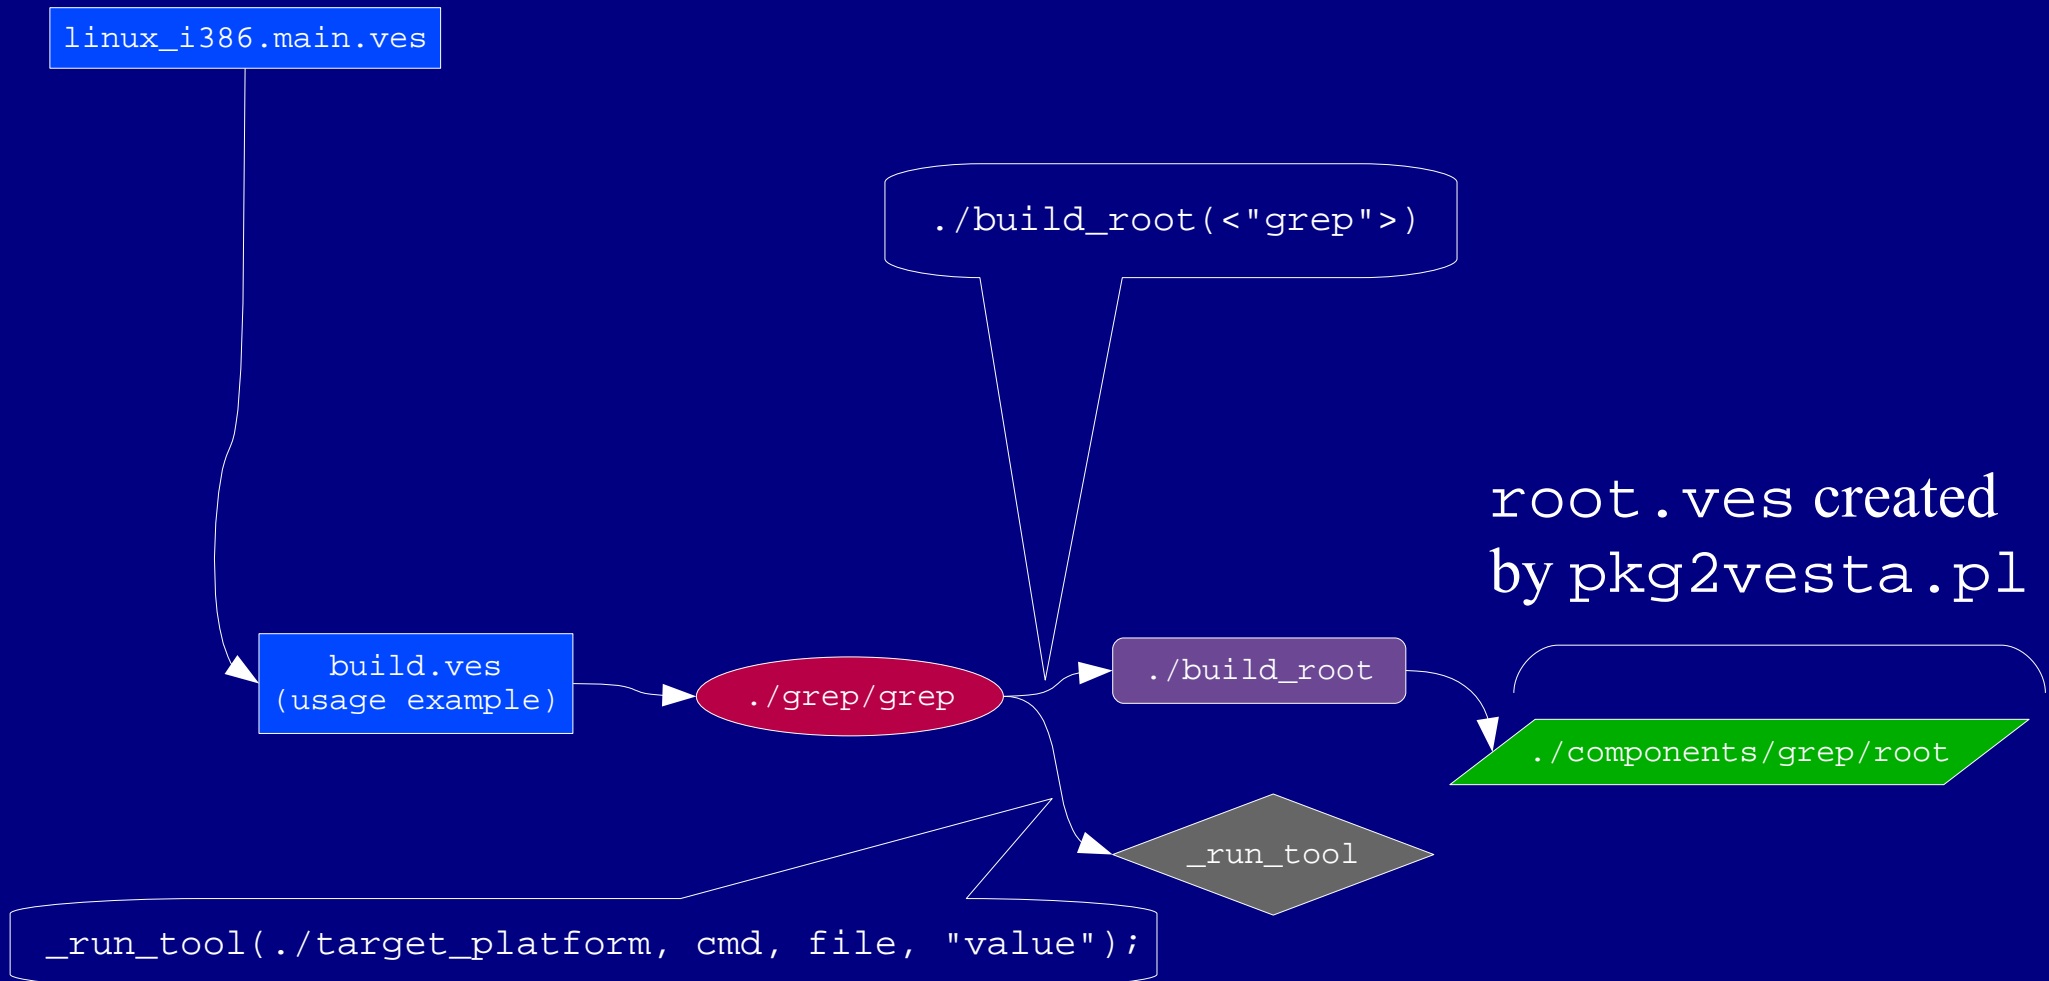 linux_i386.main.ves
./build_root(<"grep">)
root.ves created
by pkg2vesta.pl
build.ves
(usage example)
./grep/grep
./build_root
./components/grep/root
_run_tool
_run_tool(./target_platform, cmd, file, "value");